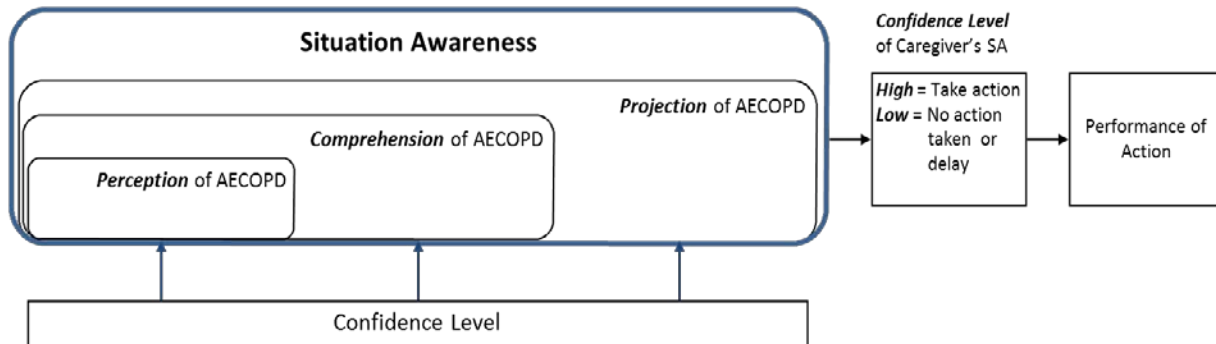 Situation Awareness
Projection of AECOPD
Comprehension of AECOPD
Perception of AECOPD
Confidence Level
Confidence Level
of Caregiver's SA
High = Take action
Low = No action
taken or
delay
Performance of
Action